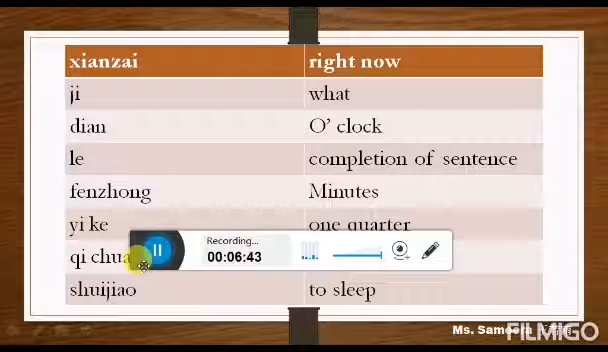 xianzai right now
ji what
dian O' clock
le completion of sentence
fenzhong Minutes
yi ke one quarter
qi
Recording...
00:06:43
shuijiao to sleep
Ms. Sameera
FILMIGO